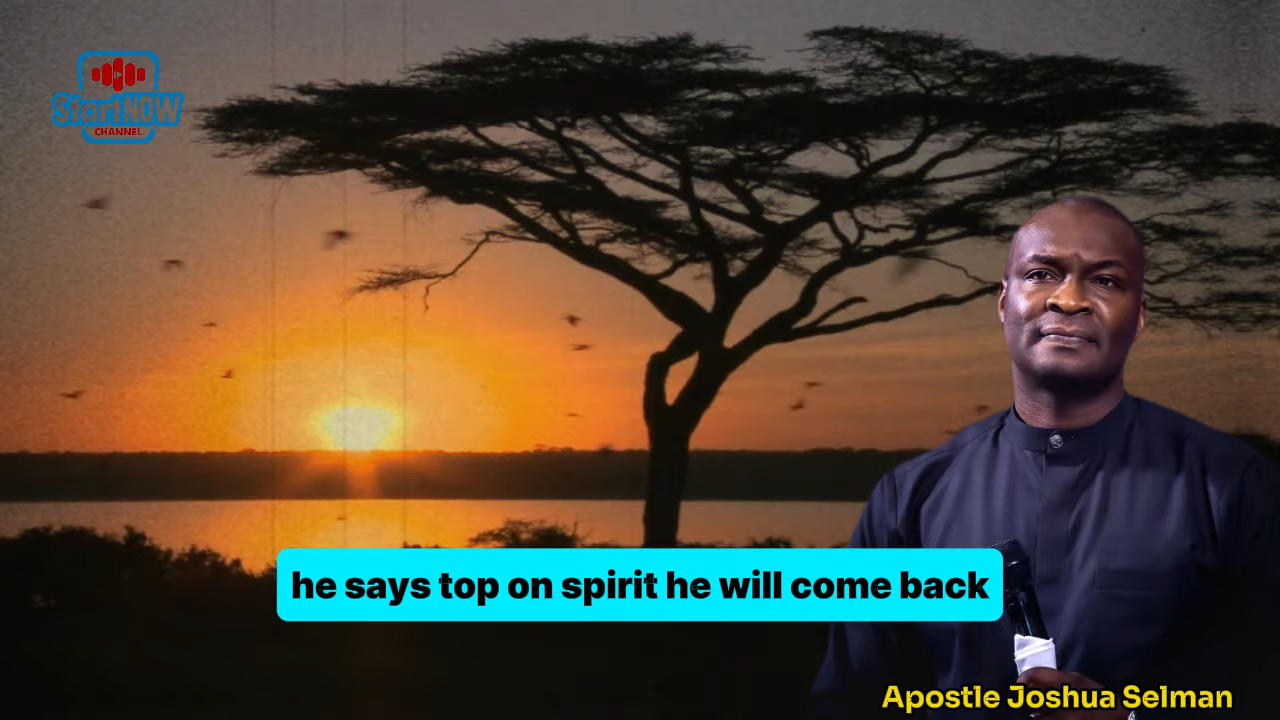 StartNOW
CHANNEL
he says top on spirit he will come back
Apostle Joshua Selman